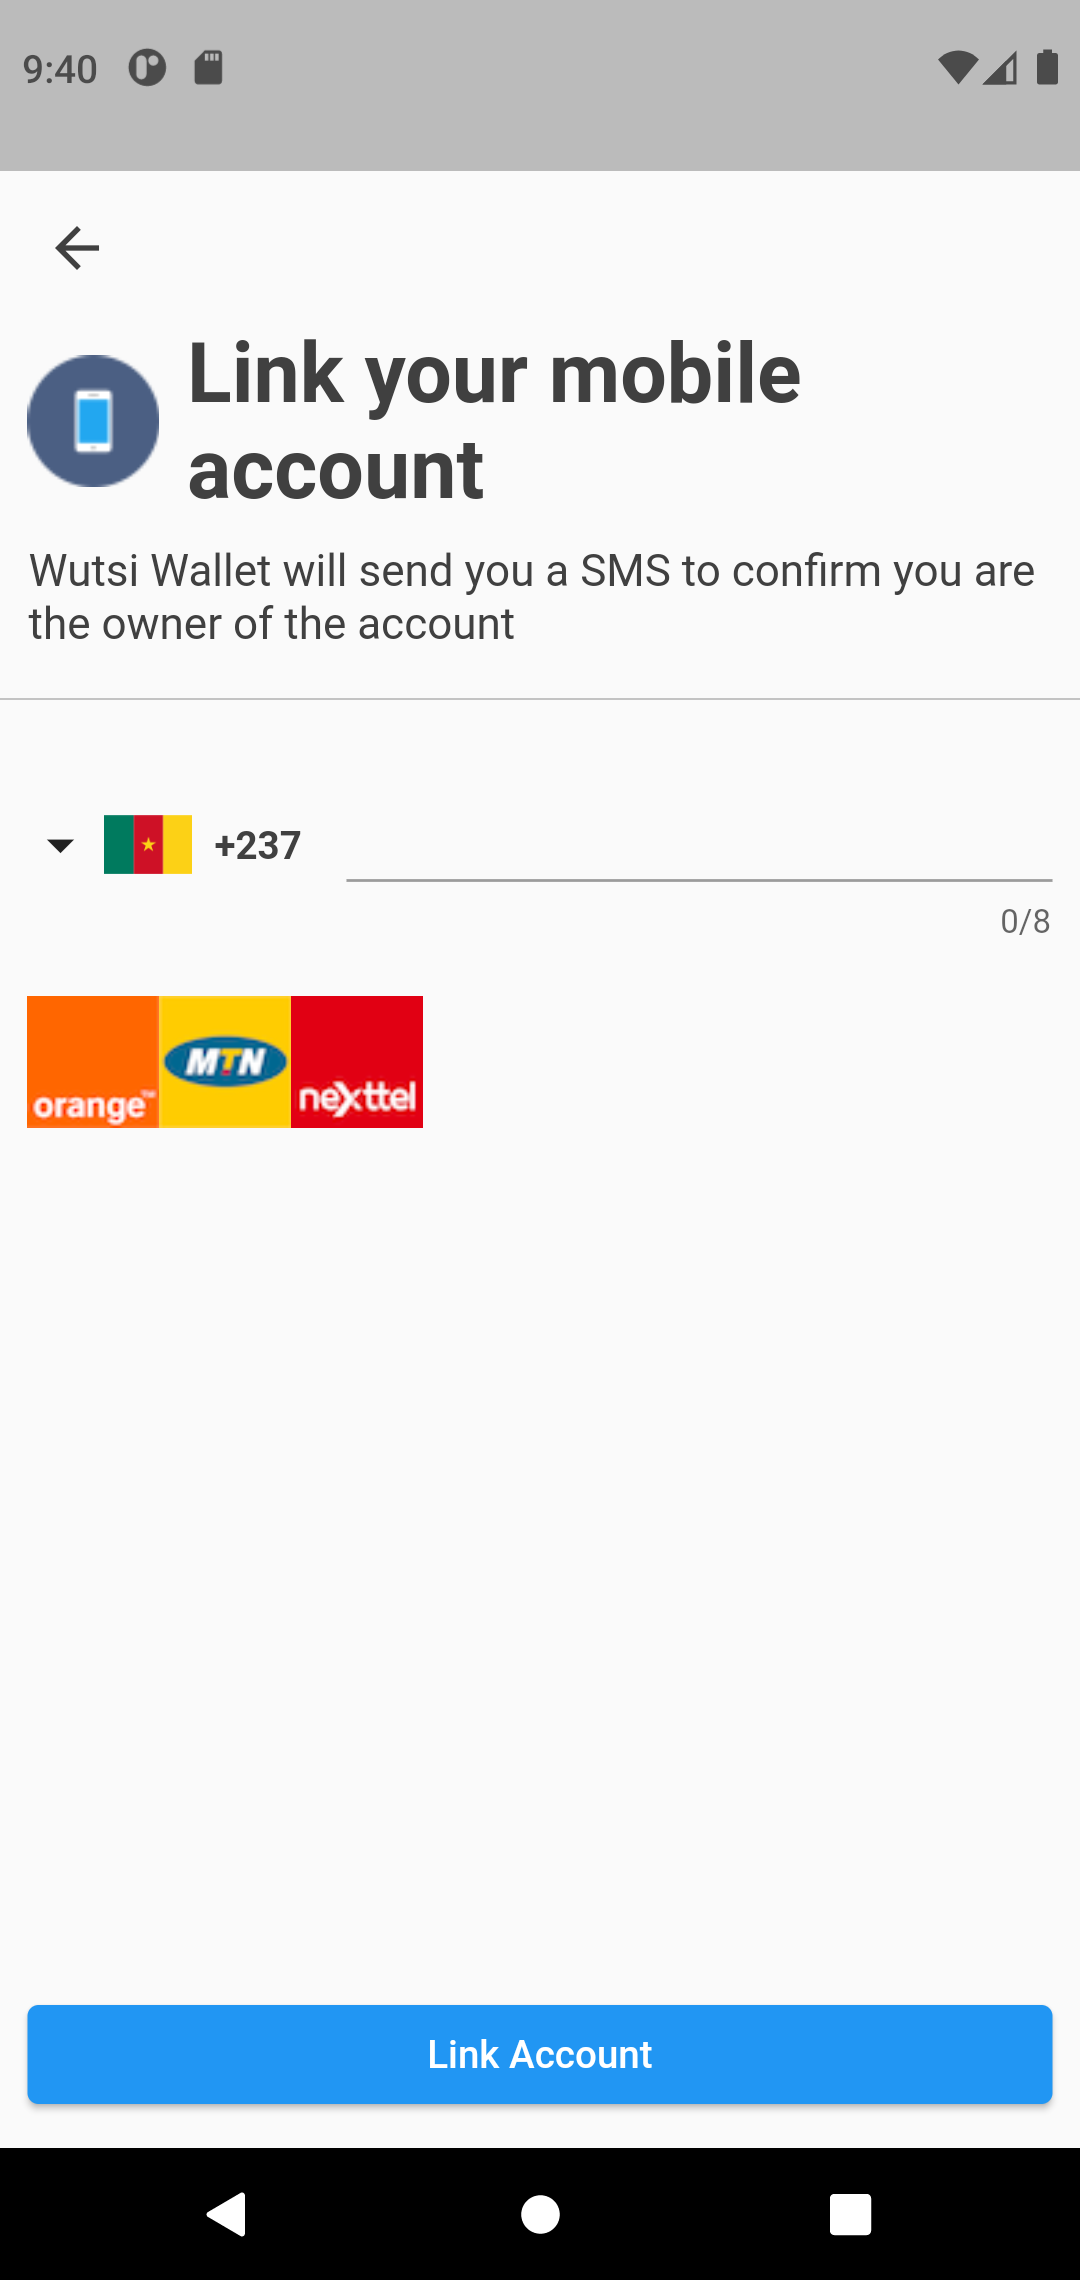 9:40
Link your mobile
account
Wutsi Wallet will send you a SMS to confirm you are
the owner of the account
+237
0/8
orange™ MTN nexttel
Link Account